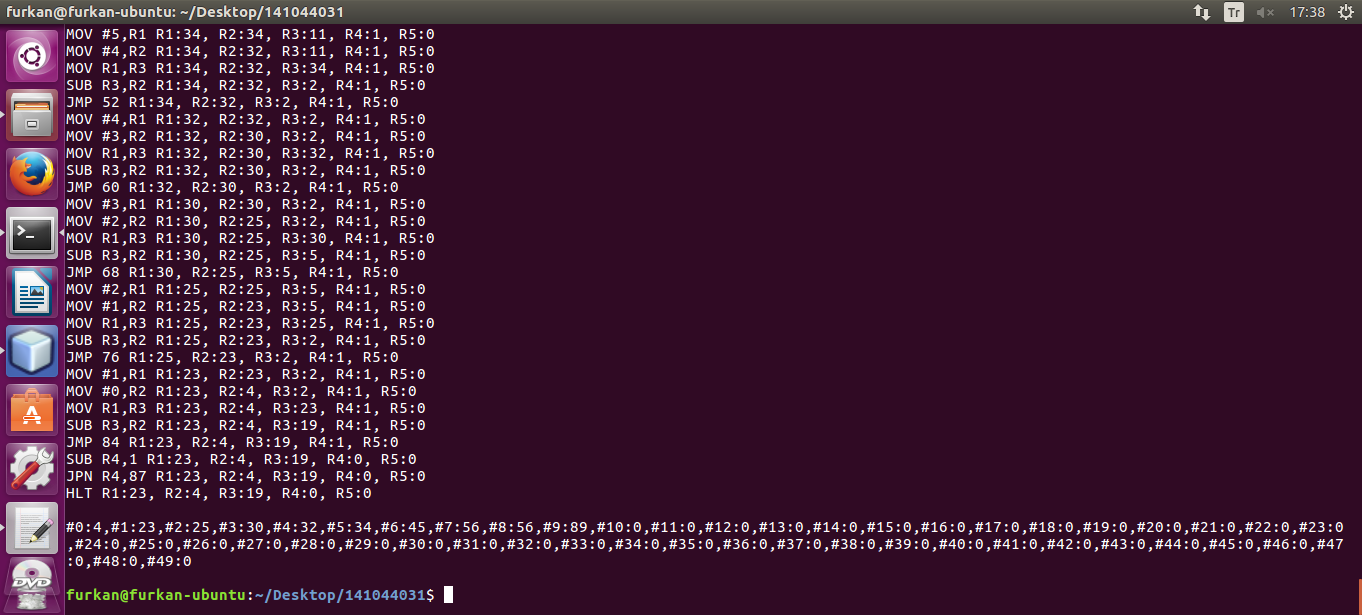 furkan@furkan-ubuntu: ~/Desktop/141044031
Tr
17:38
MOV #5,R1 R1:34, R2:34, R3:11, R4:1, R5:0
MOV #4,R2 R1:34, R2:32, R3:11, R4:1, R5:0
MOV R1,R3 R1:34, R2:32, R3:34, R4:1, R5:0
SUB R3,R2 R1:34, R2:32, R3:2, R4:1, R5:0
JMP 52 R1:34, R2:32, R3:2, R4:1, R5:0
MOV #4,R1 R1:32, R2:32, R3:2, R4:1, R5:0
MOV #3,R2 R1:32, R2:30, R3:2, R4:1, R5:0
MOV R1,R3 R1:32, R2:30, R3:32, R4:1, R5:0
SUB R3,R2 R1:32, R2:30, R3:2, R4:1, R5:0
JMP 60 R1:32, R2:30, R3:2, R4:1, R5:0
MOV #3,R1 R1:30, R2:30, R3:2, R4:1, R5:0
MOV #2,R2 R1:30, R2:25, R3:2, R4:1, R5:0
MOV R1,R3 R1:30, R2:25, R3:30, R4:1, R5:0
SUB R3,R2 R1:30, R2:25, R3:5, R4:1, R5:0
JMP 68 R1:30, R2:25, R3:5, R4:1, R5:0
MOV #2,R1 R1:25, R2:25, R3:5, R4:1, R5:0
MOV #1,R2 R1:25, R2:23, R3:5, R4:1, R5:0
MOV R1,R3 R1:25, R2:23, R3:25, R4:1, R5:0
SUB R3,R2 R1:25, R2:23, R3:2, R4:1, R5:0
JMP 76 R1:25, R2:23, R3:2, R4:1, R5:0
MOV #1,R1 R1:23, R2:23, R3:2, R4:1, R5:0
MOV #0,R2 R1:23, R2:4, R3:2, R4:1, R5:0
MOV R1,R3 R1:23, R2:4, R3:23, R4:1, R5:0
SUB R3,R2 R1:23, R2:4, R3:19, R4:1, R5:0
JMP 84 R1:23, R2:4, R3:19, R4:1, R5:0
SUB R4,1 R1:23, R2:4, R3:19, R4:0, R5:0
JPN R4,87 R1:23, R2:4, R3:19, R4:0, R5:0
HLT R1:23, R2:4, R3:19, R4:0, R5:0
#0:4,#1:23,#2:25,#3:30,#4:32,#5:34,#6:45,#7:56,#8:56,#9:89,#10:0,#11:0,#12:0,#13:0,#14:0,#15:0,#16:0,#17:0,#18:0,#19:0,#20:0,#21:0,#22:0,#23:0
,#24:0,#25:0,#26:0,#27:0,#28:0,#29:0,#30:0,#31:0,#32:0,#33:0,#34:0,#35:0,#36:0,#37:0,#38:0,#39:0,#40:0,#41:0,#42:0,#43:0,#44:0,#45:0,#46:0,#47
:0,#48:0,#49:0
furkan@furkan-ubuntu:~/Desktop/141044031$
DVD